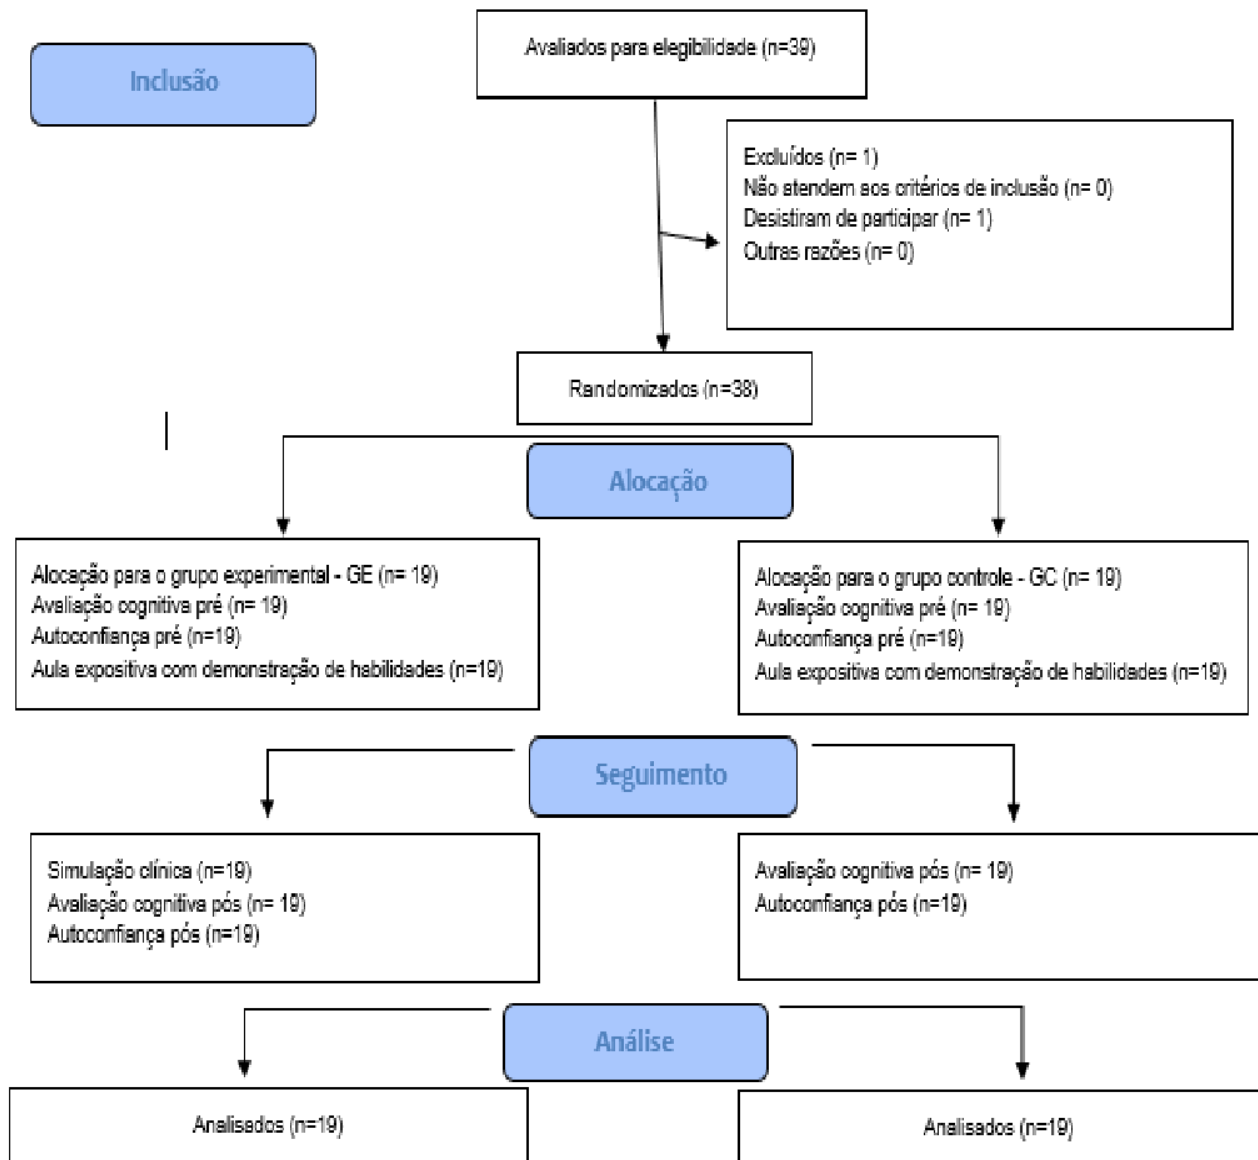 Avaliados para elegibilidade (n=39)
Inclusão
Excluídos (n= 1)
Não atendem aos critérios de inclusão (n= 0)
Desistiram de participar (n= 1)
Outras razões (n= 0)
Randomizados (n=38)
Alocação
Alocação para o grupo experimental - GE (n= 19)
Avaliação cognitiva pré (n= 19)
Autoconfiança pré (n=19)
Aula expositiva com demonstração de habilidades (n=19)
Alocação para o grupo controle - GC (n= 19)
Avaliação cognitiva pré (n= 19)
Autoconfiança pré (n=19)
Aula expositiva com demonstração de habilidades (n=19)
Seguimento
Simulação clínica (n=19)
Avaliação cognitiva pós (n= 19)
Autoconfiança pós (n=19)
Avaliação cognitiva pós (n= 19)
Autoconfiança pós (n=19)
Análise
Analisados (n=19)
Analisados (n=19)